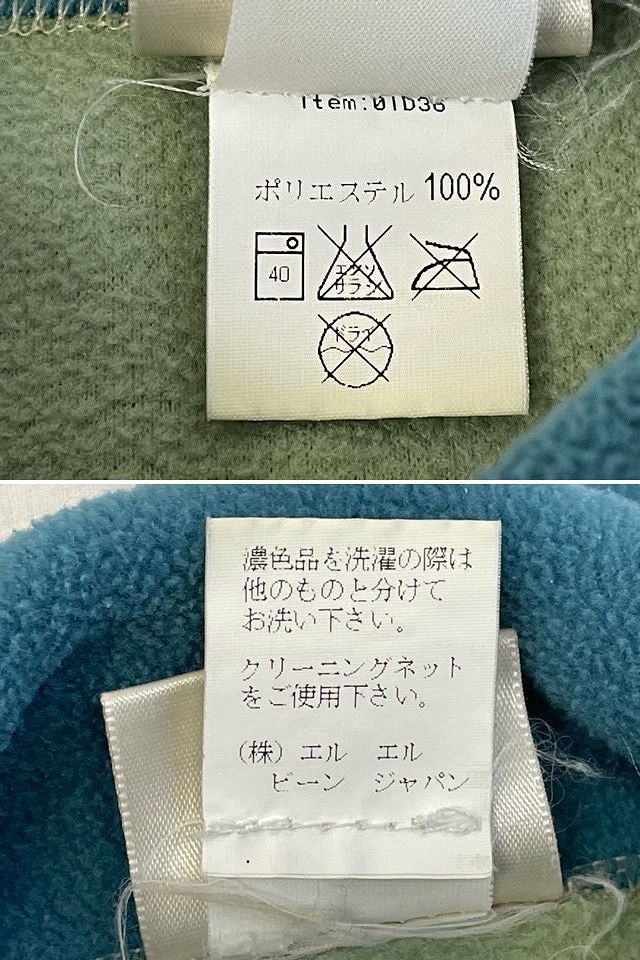 Item:01D36
ポリエステル 100%
40
エンソ
サラシ
ドライ
濃色品を洗濯の際は
他のものと分けて
お洗い下さい。
クリーニングネット
をご使用下さい。
(株) エル エル
ビーン ジャパン